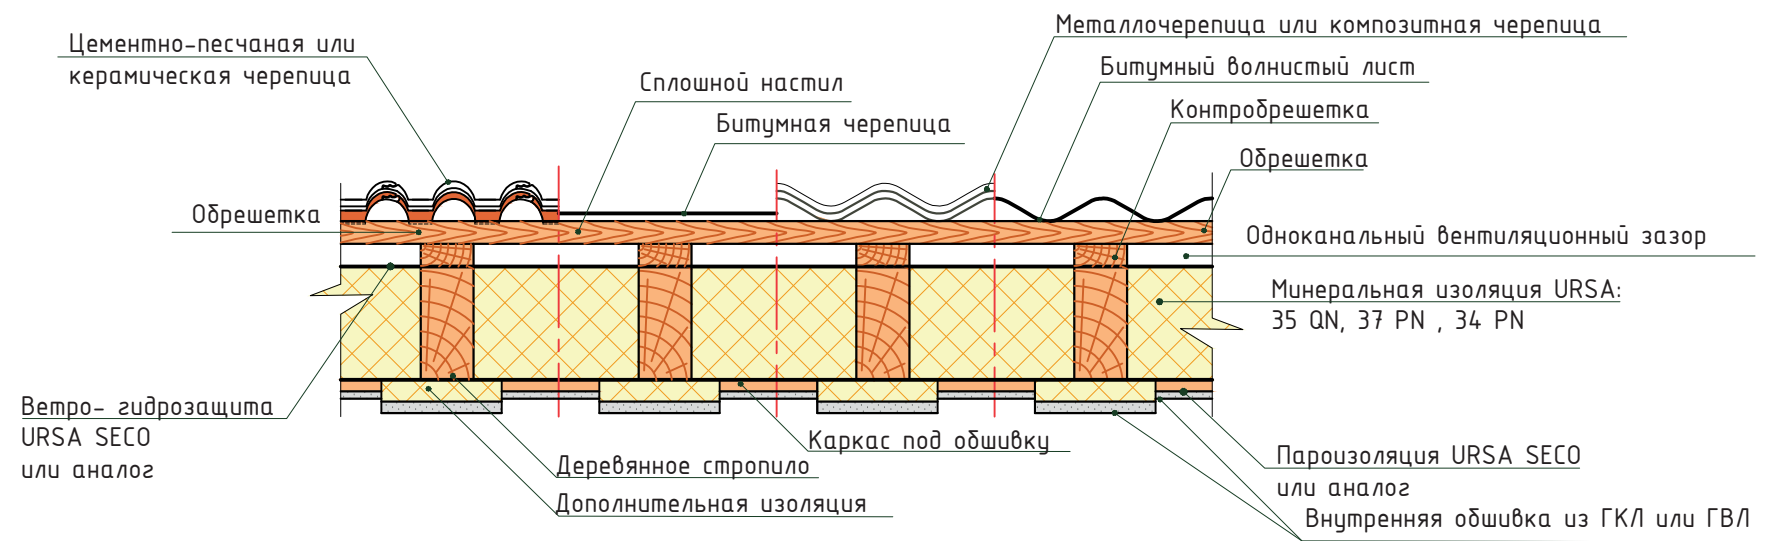 Цементно-песчаная или
керамическая черепица
Сплошной настил
Битумная черепица
Металлочерепица или композитная черепица
Битумный волнистый лист
Контробрешетка
Обрешетка
Обрешетка
Одноканальный вентиляционный зазор
Минеральная изоляция URSA:
35 QN, 37 PN , 34 PN
Ветро- гидрозащита
URSA SECO
или аналог
Каркас под обшивку
Деревянное стропило
Дополнительная изоляция
Пароизоляция URSA SECO
или аналог
Внутренняя обшивка из ГКЛ или ГВЛ